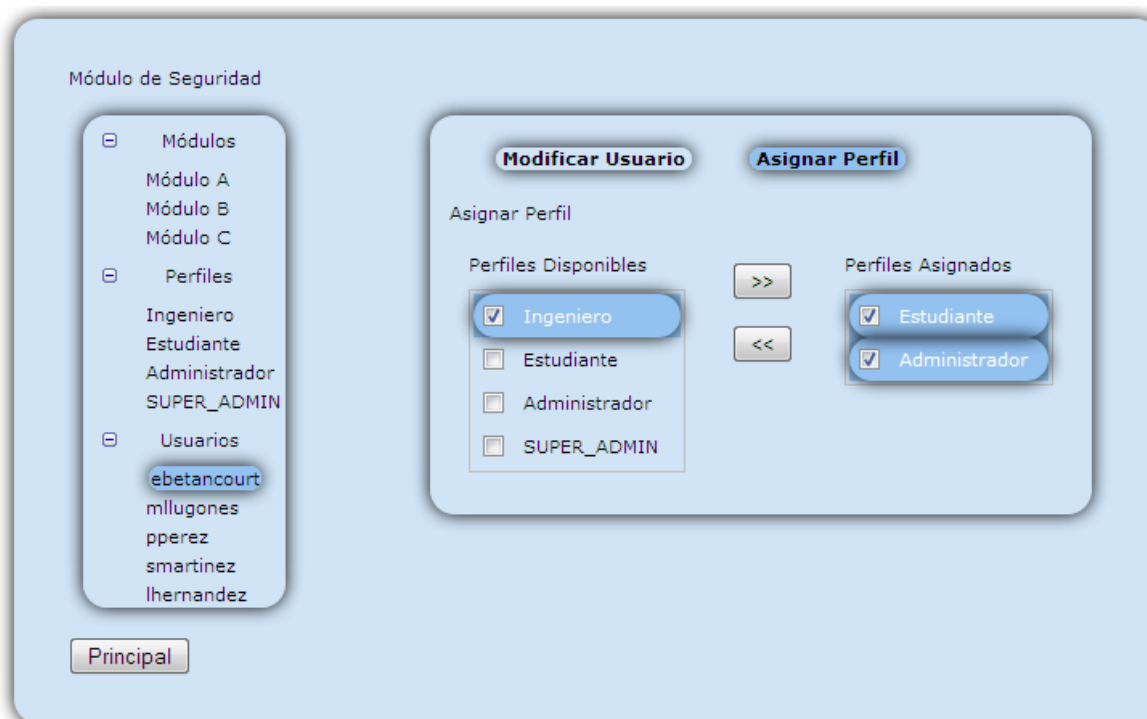 Módulo de Seguridad
Módulos
Módulo A
Módulo B
Módulo C
Perfiles
Ingeniero
Estudiante
Administrador
SUPER_ADMIN
Usuarios
ebetancourt
mllugones
pperez
smartinez
lhernandez
Principal
Modificar Usuario Asignar Perfil
Asignar Perfil
Perfiles Disponibles
Ingeniero
Estudiante
Administrador
SUPER_ADMIN
>>
<<
Perfiles Asignados
Estudiante
Administrador